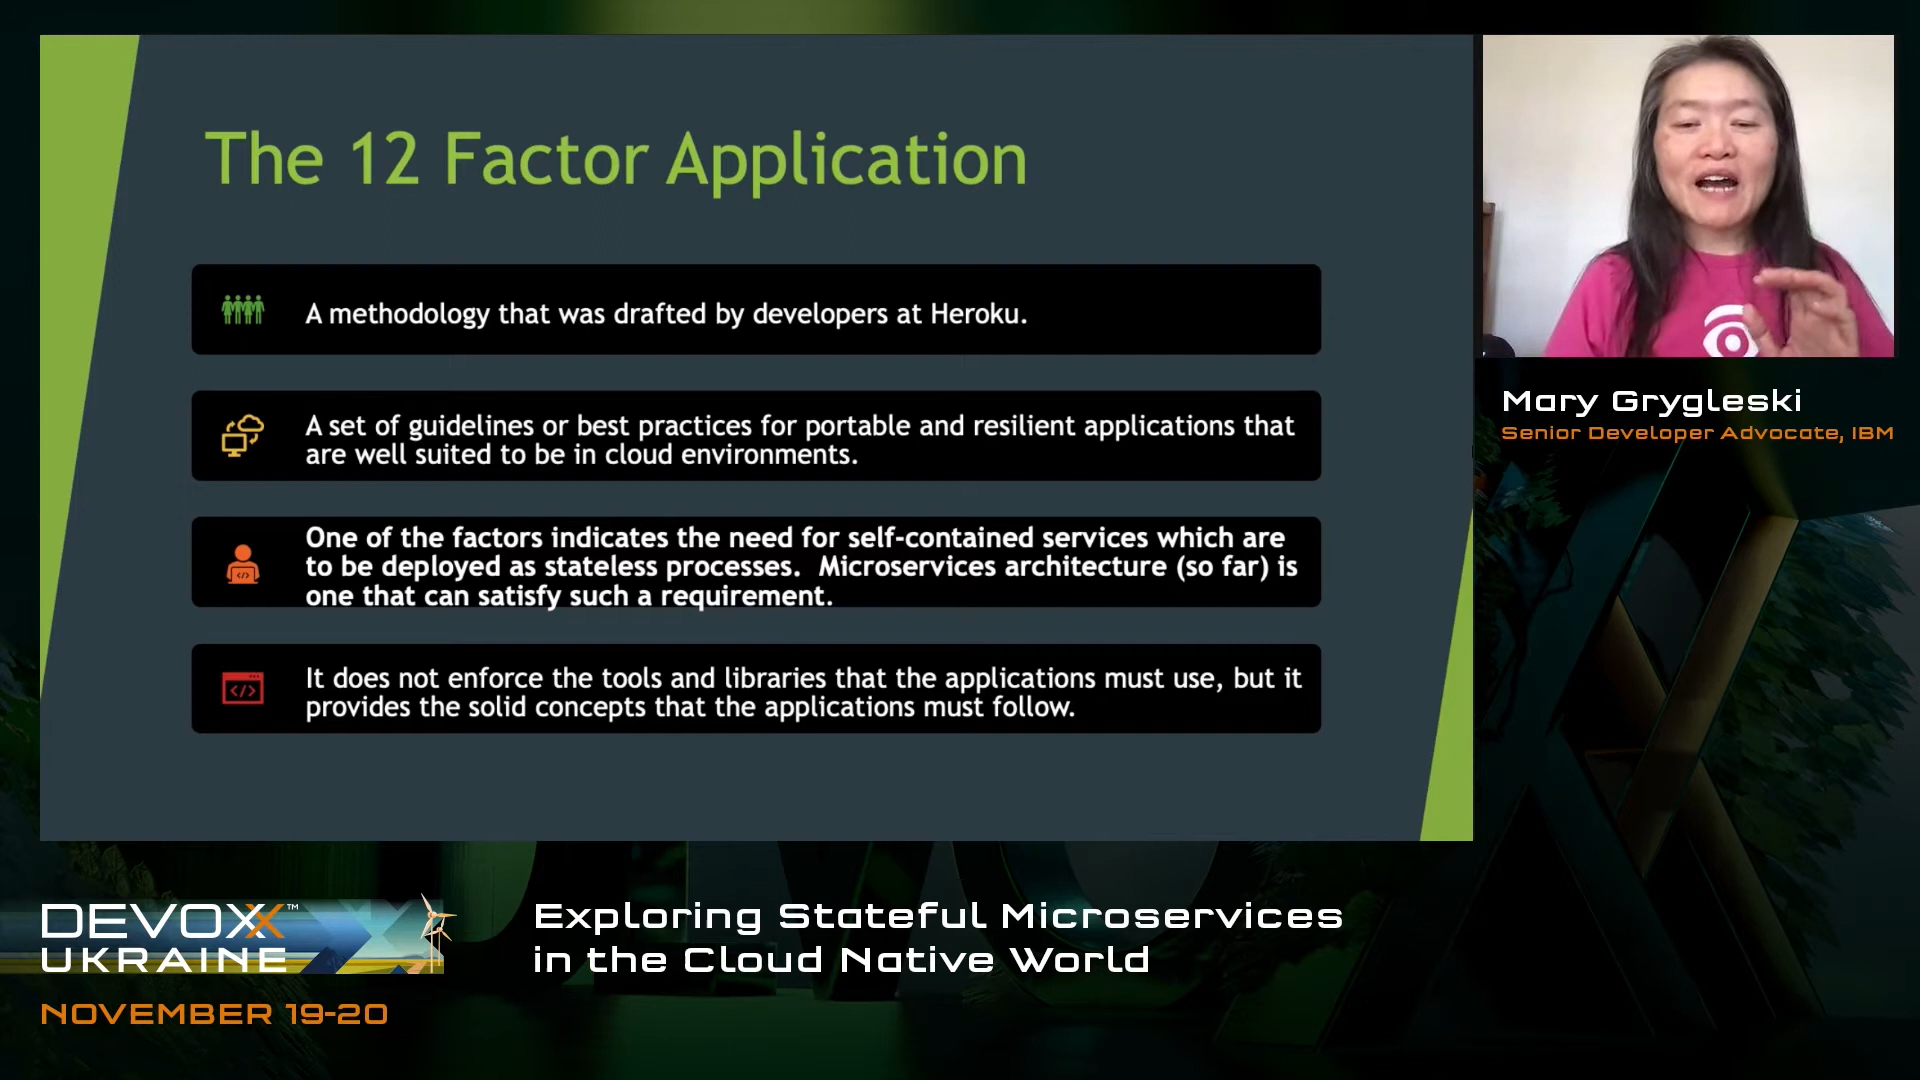 The 12 Factor Application
A methodology that was drafted by developers at Heroku.
A set of guidelines or best practices for portable and resilient applications that
are well suited to be in cloud environments.
One of the factors indicates the need for self-contained services which are
to be deployed as stateless processes.  Microservices architecture (so far) is
one that can satisfy such a requirement.
</>
It does not enforce the tools and libraries that the applications must use, but it
provides the solid concepts that the applications must follow.
</>
Mary Grygleski
Senior Developer Advocate, IBM
DEVOXX™
UKRAINE
NOVEMBER 19-20
Exploring Stateful Microservices
in the Cloud Native World